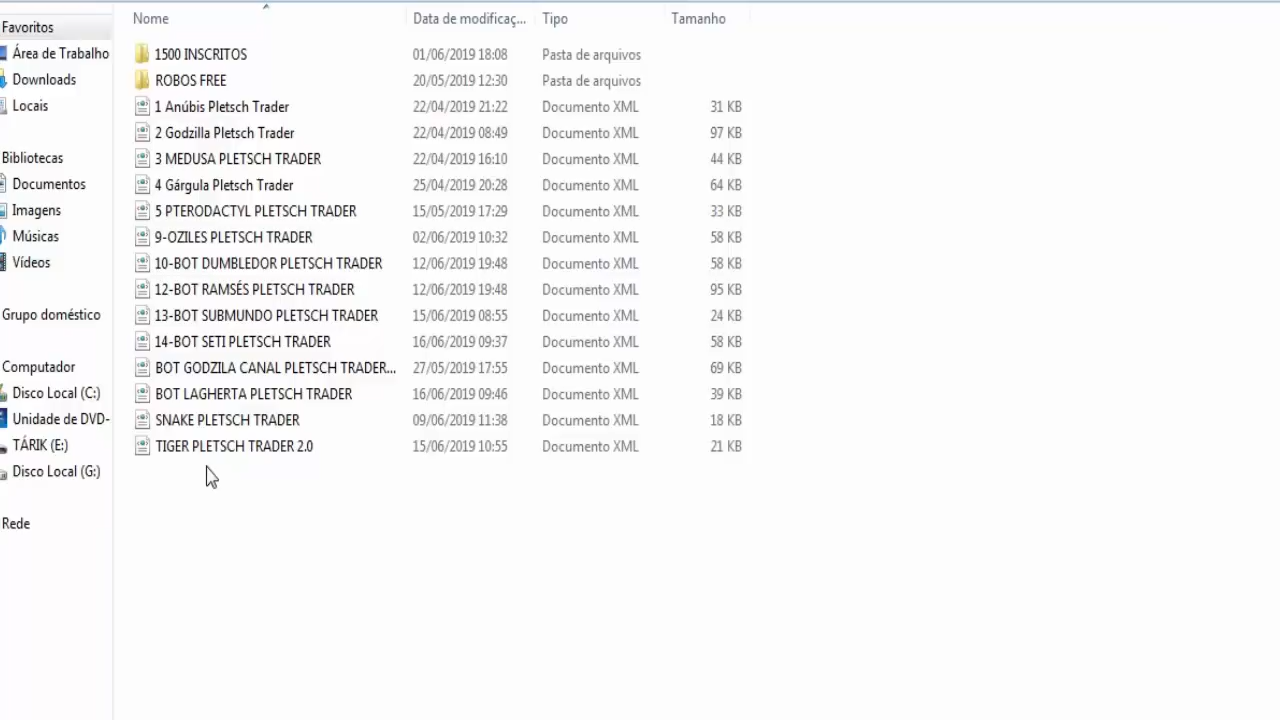 Nome Data de modificaç... Tipo Tamanho
Favoritos
Área de Trabalho
Downloads
Locais
Bibliotecas
Documentos
Imagens
Músicas
Vídeos
Grupo doméstico
Computador
Disco Local (C:)
Unidade de DVD-
TÁRIK (E:)
Disco Local (G:)
Rede
1500 INSCRITOS 01/06/2019 18:08 Pasta de arquivos
ROBOS FREE 20/05/2019 12:30 Pasta de arquivos
1 Anúbis Pletsch Trader 22/04/2019 21:22 Documento XML 31 KB
2 Godzilla Pletsch Trader 22/04/2019 08:49 Documento XML 97 KB
3 MEDUSA PLETSCH TRADER 22/04/2019 16:10 Documento XML 44 KB
4 Gárgula Pletsch Trader 25/04/2019 20:28 Documento XML 64 KB
5 PTERODACTYL PLETSCH TRADER 15/05/2019 17:29 Documento XML 33 KB
9-OZILES PLETSCH TRADER 02/06/2019 10:32 Documento XML 58 KB
10-BOT DUMBLEDOR PLETSCH TRADER 12/06/2019 19:48 Documento XML 58 KB
12-BOT RAMSÉS PLETSCH TRADER 12/06/2019 19:48 Documento XML 95 KB
13-BOT SUBMUNDO PLETSCH TRADER 15/06/2019 08:55 Documento XML 24 KB
14-BOT SETI PLETSCH TRADER 16/06/2019 09:37 Documento XML 58 KB
BOT GODZILA CANAL PLETSCH TRADER... 27/05/2019 17:55 Documento XML 69 KB
BOT LAGHERTA PLETSCH TRADER 16/06/2019 09:46 Documento XML 39 KB
SNAKE PLETSCH TRADER 09/06/2019 11:38 Documento XML 18 KB
TIGER PLETSCH TRADER 2.0 15/06/2019 10:55 Documento XML 21 KB